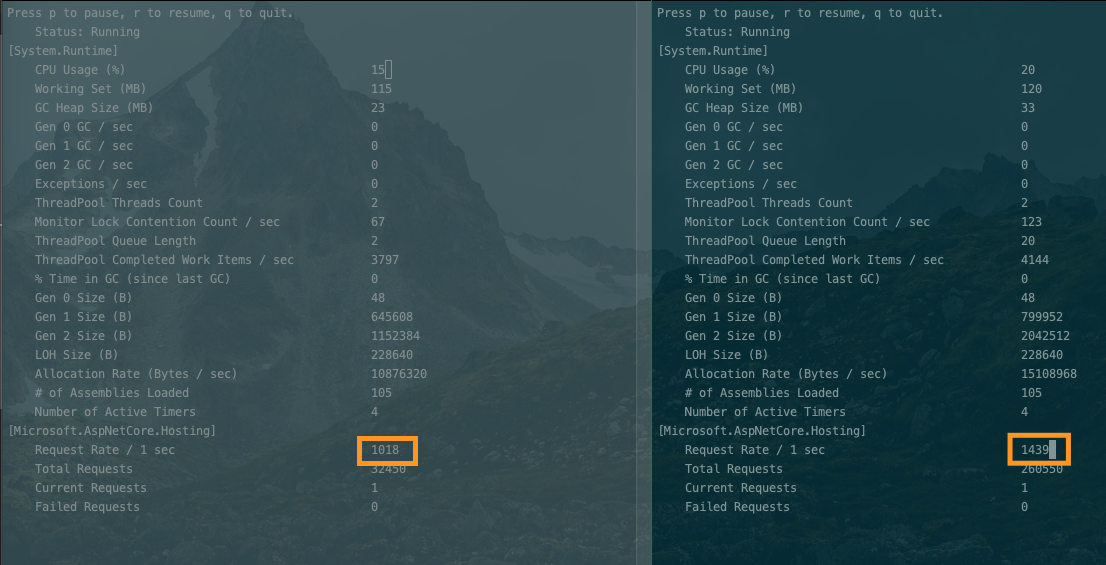 Press p to pause, r to resume, q to quit.
Status: Running
[System.Runtime]
CPU Usage (%) 15
Working Set (MB) 115
GC Heap Size (MB) 23
Gen 0 GC / sec 0
Gen 1 GC / sec 0
Gen 2 GC / sec 0
Exceptions / sec 0
ThreadPool Threads Count 2
Monitor Lock Contention Count / sec 67
ThreadPool Queue Length 2
ThreadPool Completed Work Items / sec 3797
% Time in GC (since last GC) 0
Gen 0 Size (B) 48
Gen 1 Size (B) 645608
Gen 2 Size (B) 1152384
LOH Size (B) 228640
Allocation Rate (Bytes / sec) 10876320
# of Assemblies Loaded 105
Number of Active Timers 4
[Microsoft.AspNetCore.Hosting]
Request Rate / 1 sec 1018
Total Requests 32450
Current Requests 1
Failed Requests 0
Press p to pause, r to resume, q to quit.
Status: Running
[System.Runtime]
CPU Usage (%) 20
Working Set (MB) 120
GC Heap Size (MB) 33
Gen 0 GC / sec 0
Gen 1 GC / sec 0
Gen 2 GC / sec 0
Exceptions / sec 0
ThreadPool Threads Count 2
Monitor Lock Contention Count / sec 123
ThreadPool Queue Length 20
ThreadPool Completed Work Items / sec 4144
% Time in GC (since last GC) 0
Gen 0 Size (B) 48
Gen 1 Size (B) 799952
Gen 2 Size (B) 2042512
LOH Size (B) 228640
Allocation Rate (Bytes / sec) 15108968
# of Assemblies Loaded 105
Number of Active Timers 4
[Microsoft.AspNetCore.Hosting]
Request Rate / 1 sec 1439
Total Requests 260550
Current Requests 1
Failed Requests 0